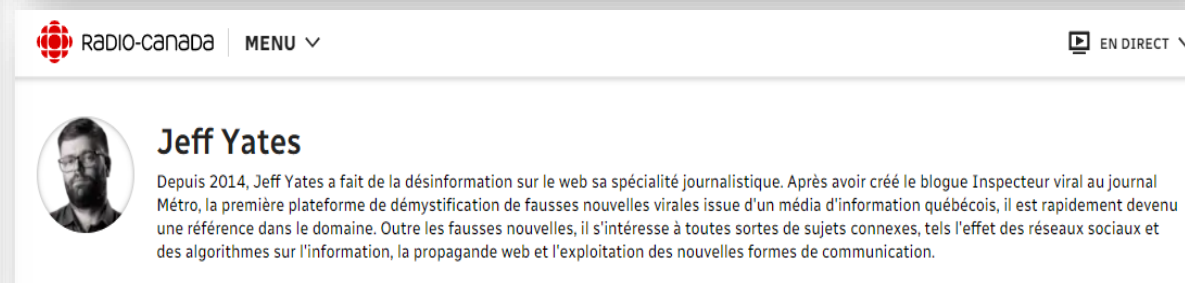 RADIO-CANADA MENU EN DIRECT
Jeff Yates
Depuis 2014, Jeff Yates a fait de la désinformation sur le web sa spécialité journalistique. Après avoir créé le blogue Inspecteur viral au journal
Métro, la première plateforme de démystification de fausses nouvelles virales issue d'un média d'information québécois, il est rapidement devenu
une référence dans le domaine. Outre les fausses nouvelles, il s'intéresse à toutes sortes de sujets connexes, tels l'effet des réseaux sociaux et
des algorithmes sur l'information, la propagande web et l'exploitation des nouvelles formes de communication.